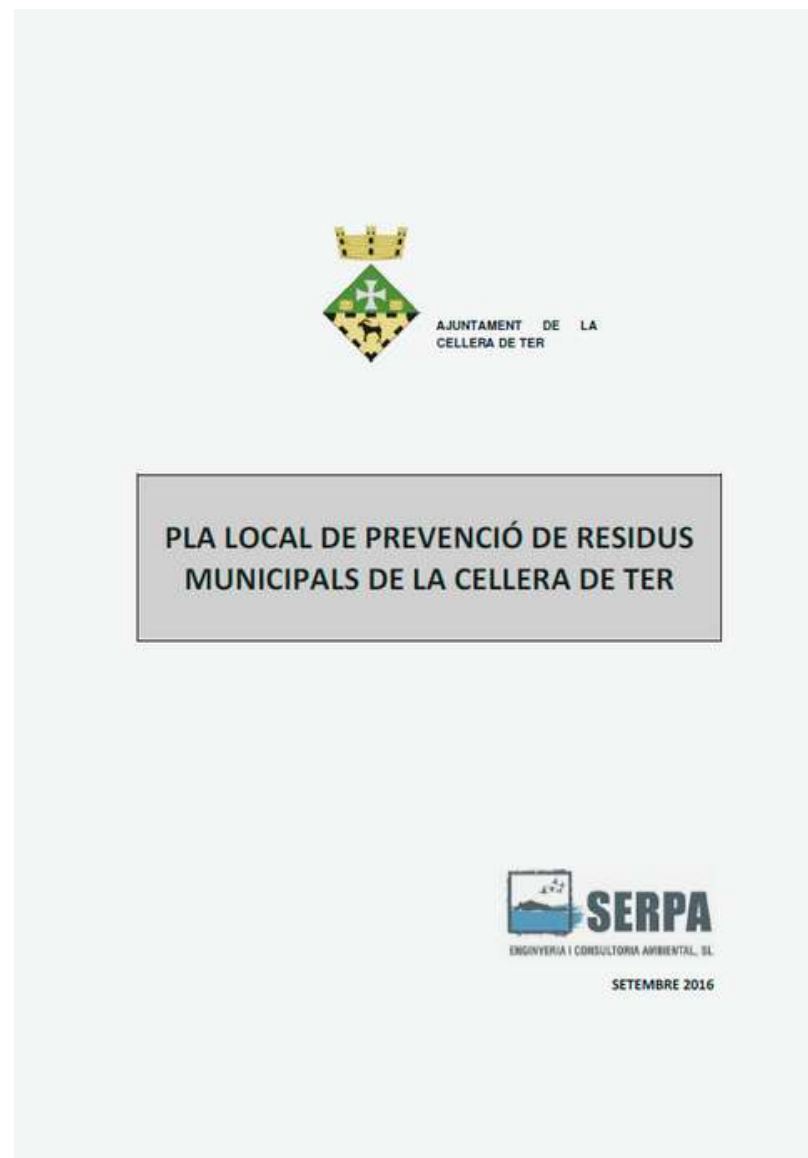 AJUNTAMENT DE LA
CELLERA DE TER
PLA LOCAL DE PREVENCIÓ DE RESIDUS
MUNICIPALS DE LA CELLERA DE TER
SERPA
ENGINYERIA I CONSULTORIA AMBIENTAL, SL
SETEMBRE 2016